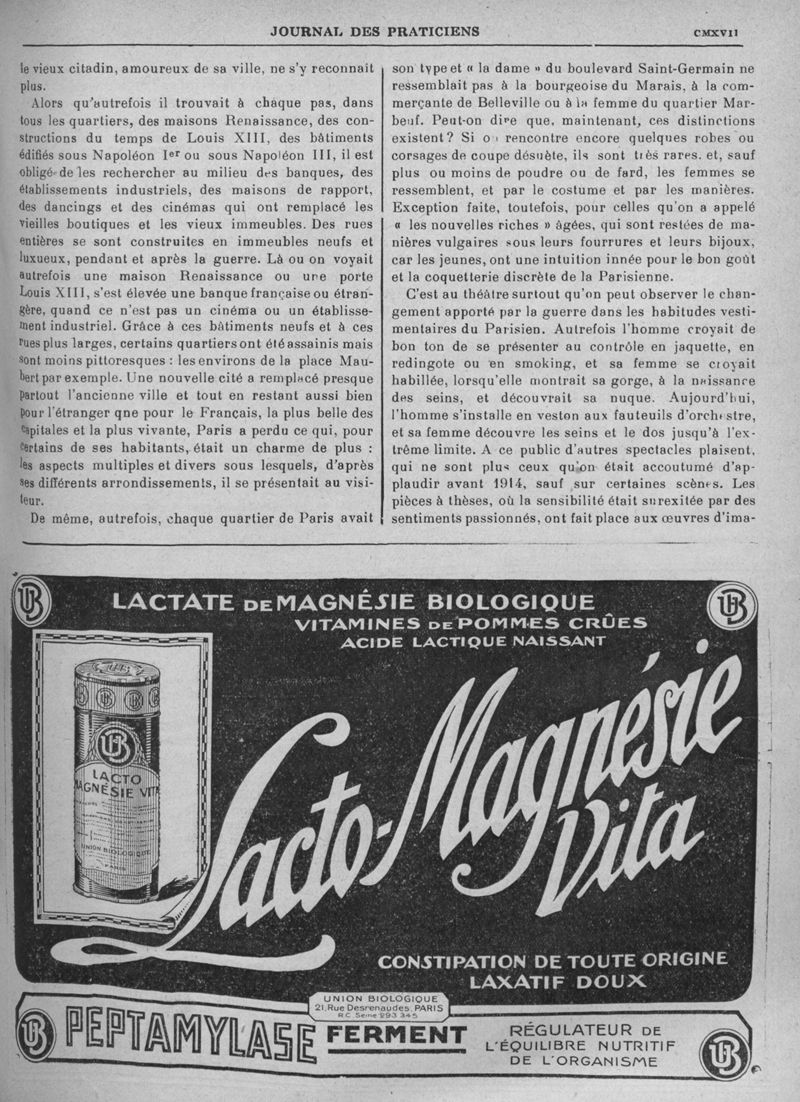 JOURNAL DES PRATICIENS
CMXVII
le vieux citadin, amoureux de sa ville, ne s'y reconnaît
plus.
Alors qu'autrefois il trouvait à chaque pas, dans
tous les quartiers, des maisons Renaissance, des con-
structions du temps de Louis XIII, des bâtiments
édifiés sous Napoléon Ier ou sous Napoléon III, il est
obligé de les rechercher au milieu des banques, des
établissements industriels, des maisons de rapport,
des dancings et des cinémas qui ont remplacé les
vieilles boutiques et les vieux immeubles. Des rues
entières se sont construites en immeubles neufs et
luxueux, pendant et après la guerre. Là ou on voyait
autrefois une maison Renaissance ou une porte
Louis XIII, s'est élevée une banque française ou étran-
gère, quand ce n'est pas un cinéma ou un établisse-
ment industriel. Grâce à ces bâtiments neufs et à ces
rues plus larges, certains quartiers ont été assainis mais
sont moins pittoresques : les environs de la place Mau-
bert par exemple. Une nouvelle cité a remplacé presque
partout l'ancienne ville et tout en restant aussi bien
pour l'étranger qne pour le Français, la plus belle des
capitales et la plus vivante, Paris a perdu ce qui, pour
certains de ses habitants, était un charme de plus :
les aspects multiples et divers sous lesquels, d'après
ses différents arrondissements, il se présentait au visi-
teur.
De même, autrefois, chaque quartier de Paris avait
son type et « la dame » du boulevard Saint-Germain ne
ressemblait pas à la bourgeoise du Marais, à la com-
merçante de Belleville ou à la femme du quartier Mar-
beuf. Peut-on dire que, maintenant, ces distinctions
existent? Si on rencontre encore quelques robes ou
corsages de coupe désuète, ils sont très rares. et, sauf
plus ou moins de poudre ou de fard, les femmes se
ressemblent, et par le costume et par les manières.
Exception faite, toutefois, pour celles qu'on a appelé
« les nouvelles riches » âgées, qui sont restées de ma-
nières vulgaires sous leurs fourrures et leurs bijoux,
car les jeunes, ont une intuition innée pour le bon goût
et la coquetterie discrète de la Parisienne.
C'est au théâtre surtout qu'on peut observer le chan-
gement apporté par la guerre dans les habitudes vesti-
mentaires du Parisien. Autrefois l'homme croyait de
bon ton de se présenter au contrôle en jaquette, en
redingote ou en smoking, et sa femme se croyait
habillée, lorsqu'elle montrait sa gorge, à la naissance
des seins, et découvrait sa nuque. Aujourd'hui,
l'homme s'installe en veston aux fauteuils d'orchestre,
et sa femme découvre les seins et le dos jusqu'à l'ex-
trême limite. A ce public d'autres spectacles plaisent,
qui ne sont plus ceux qu'on était accoutumé d'ap-
plaudir avant 1914, sauf sur certaines scènes. Les
pièces à thèses, où la sensibilité était surexitée par des
sentiments passionnés, ont fait place aux œuvres d'ima-
LACTATE DE MAGNÉSIE BIOLOGIQUE
VITAMINES DE POMMES CRÛES
ACIDE LACTIQUE NAISSANT
UB
UB
UB
LACTO
MAGNÉSIE VITA
UNION BIOLOGIQUE
PARIS
Lacto-Magnésie
Vita
CONSTIPATION DE TOUTE ORIGINE
LAXATIF DOUX
UNION BIOLOGIQUE
21, Rue Desrenaudes, PARIS
R.C. Seine 293 345
UB
PEPTAMYLASE
FERMENT
RÉGULATEUR DE
L'ÉQUILIBRE NUTRITIF
DE L'ORGANISME
UB